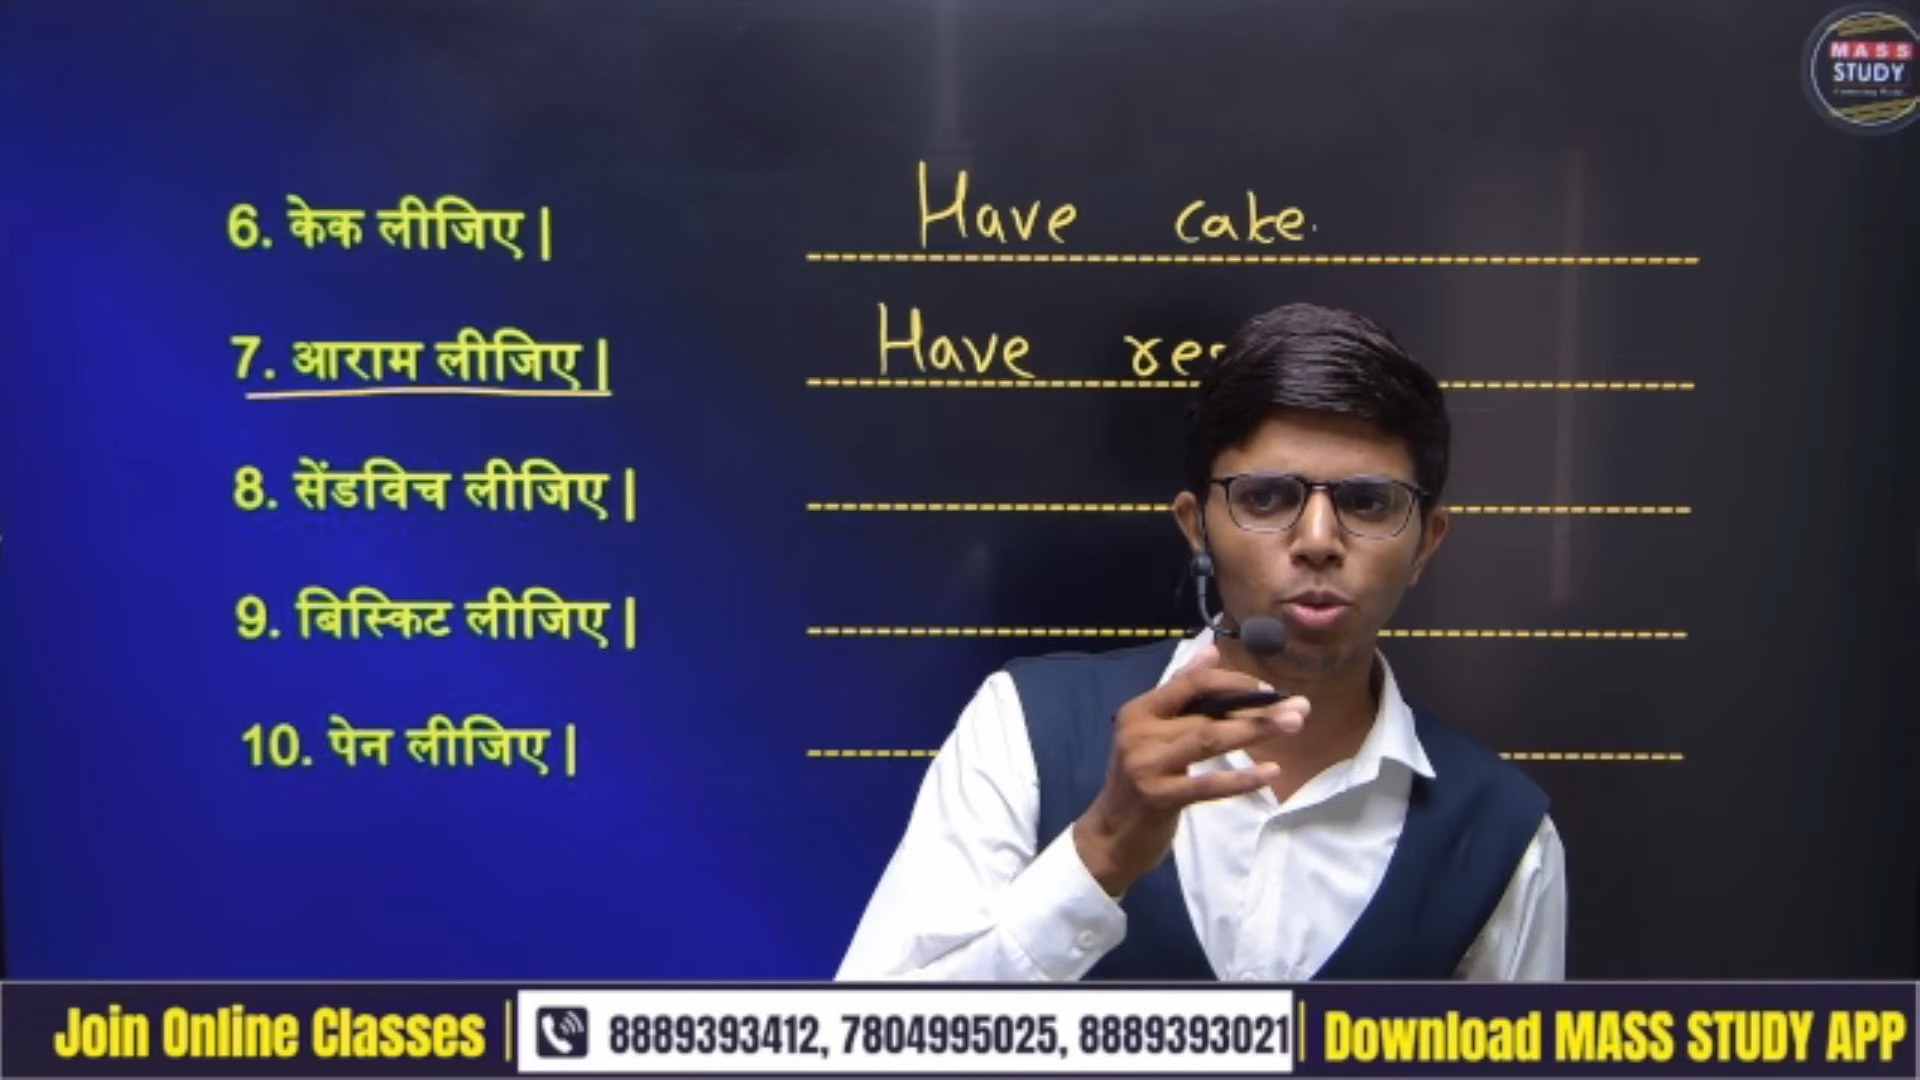 MASS
STUDY
6. केक लीजिए | Have cake.
7. आराम लीजिए | Have
8. सेंडविच लीजिए |
9. बिस्किट लीजिए |
10. पेन लीजिए |
Join Online Classes | 8889393412, 7804995025, 8889393021 | Download MASS STUDY APP